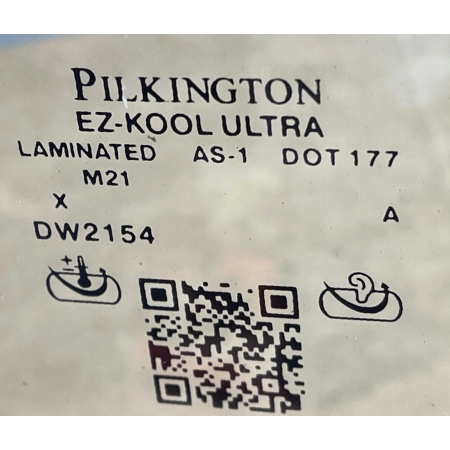 PILKINGTON
EZ-KOOL ULTRA
LAMINATED AS-1 DOT 177
M21
X
A
DW2154